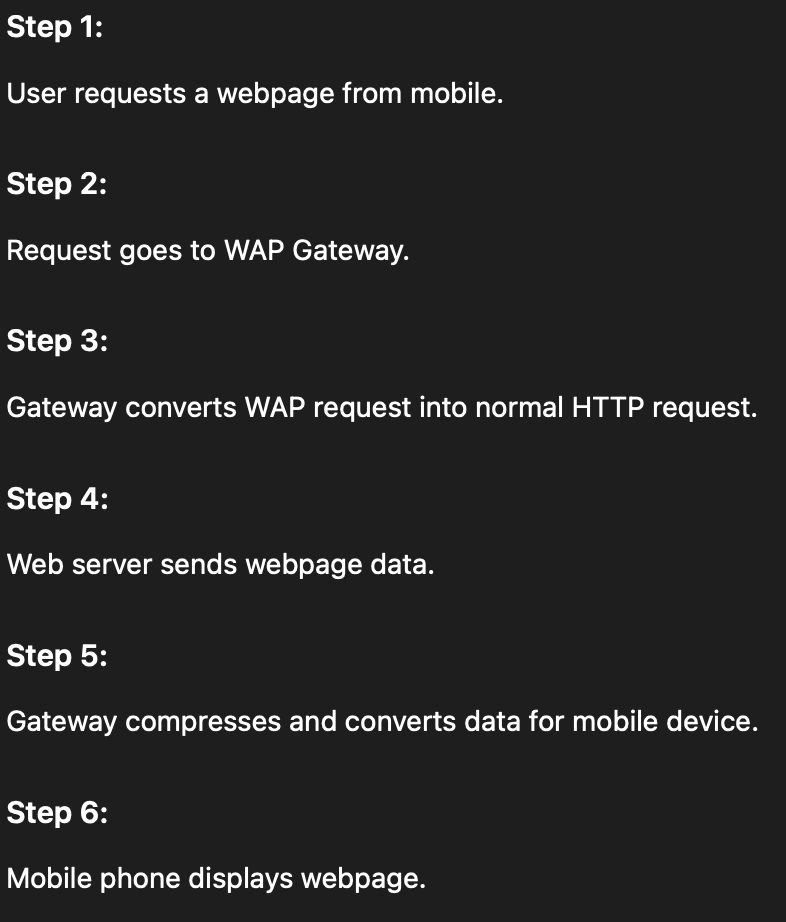 Step 1:
User requests a webpage from mobile.
Step 2:
Request goes to WAP Gateway.
Step 3:
Gateway converts WAP request into normal HTTP request.
Step 4:
Web server sends webpage data.
Step 5:
Gateway compresses and converts data for mobile device.
Step 6:
Mobile phone displays webpage.